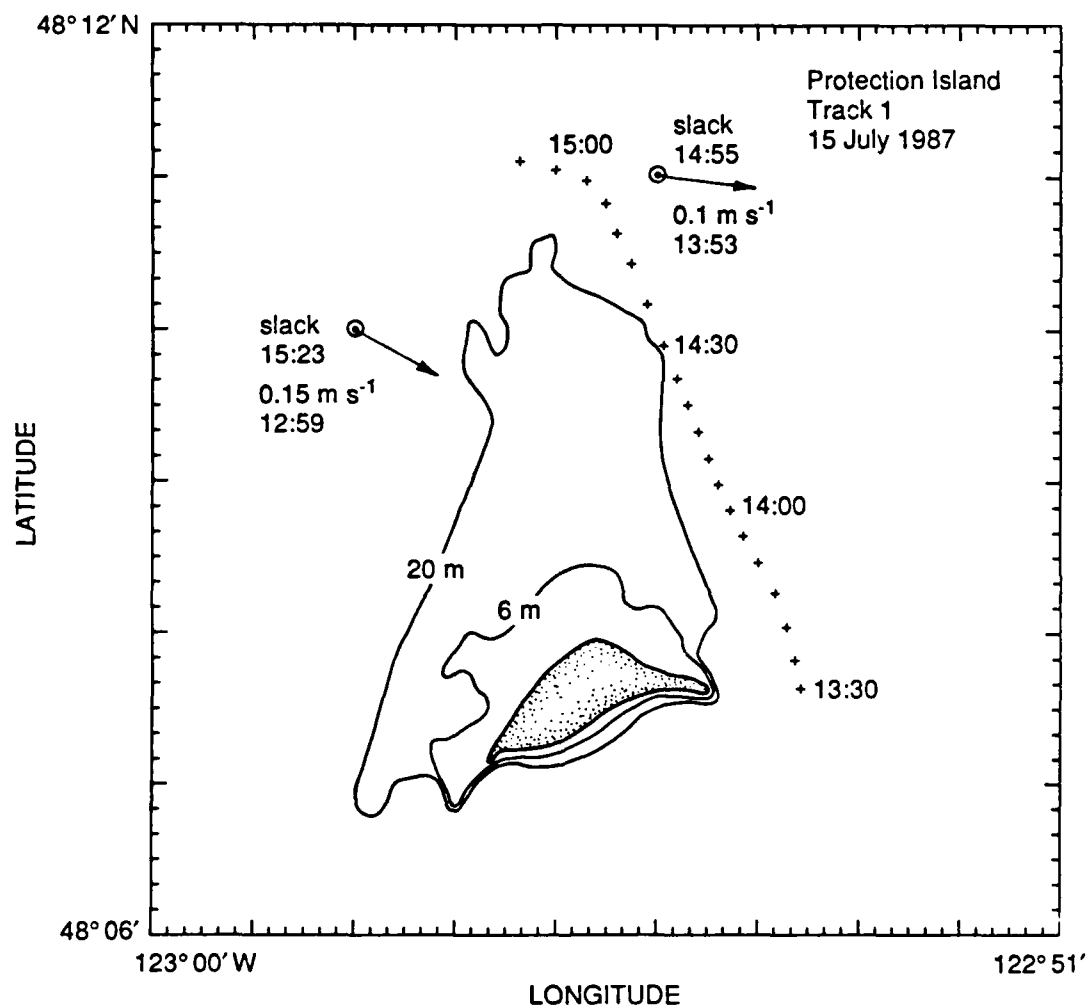 48° 12′ N
Protection Island
Track 1
15 July 1987
slack
14:55
15:00
0.1 m s⁻¹
13:53
slack
15:23
0.15 m s⁻¹
12:59
14:30
14:00
20 m
6 m
13:30
LATITUDE
48° 06′
123° 00′ W
122° 51′
LONGITUDE